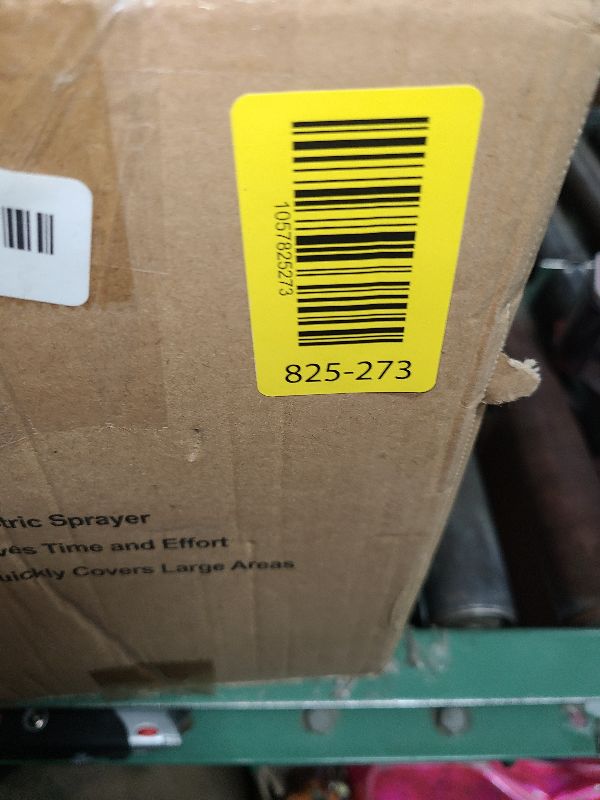 1057825273
825-273
tric Sprayer
ves Time and Effort
uickly Covers Large Areas